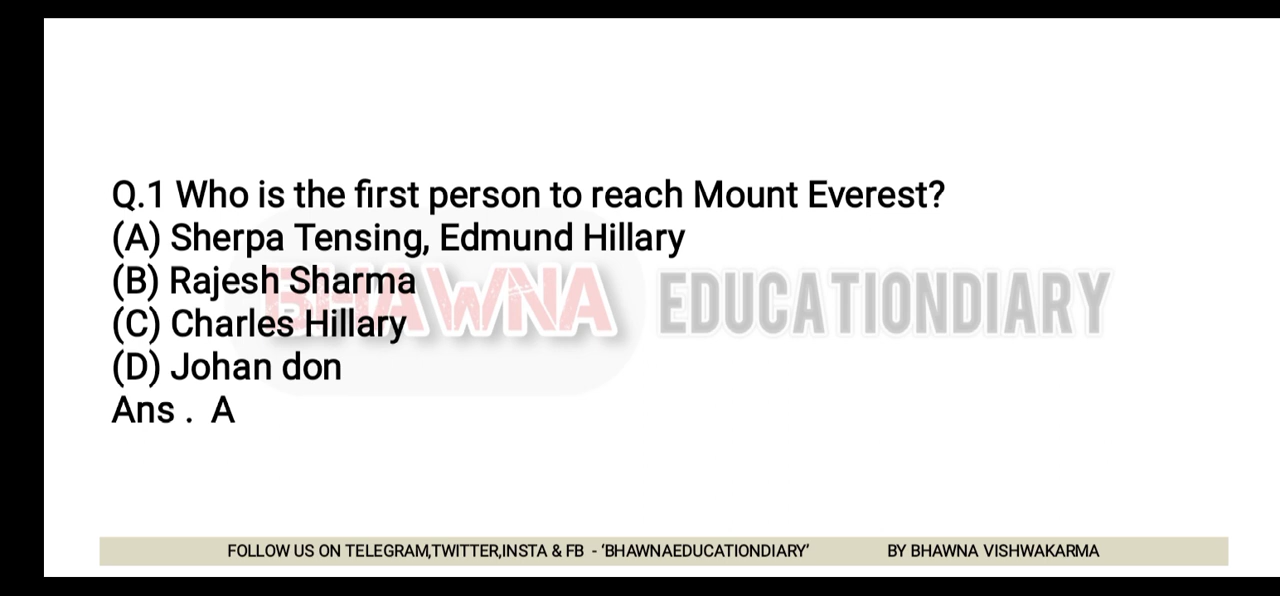 Q.1 Who is the first person to reach Mount Everest?
(A) Sherpa Tensing, Edmund Hillary
(B) Rajesh Sharma
(C) Charles Hillary
(D) Johan don
Ans . A
BHAWNA EDUCATIONDIARY
FOLLOW US ON TELEGRAM,TWITTER,INSTA & FB - ‘BHAWNAEDUCATIONDIARY’ BY BHAWNA VISHWAKARMA